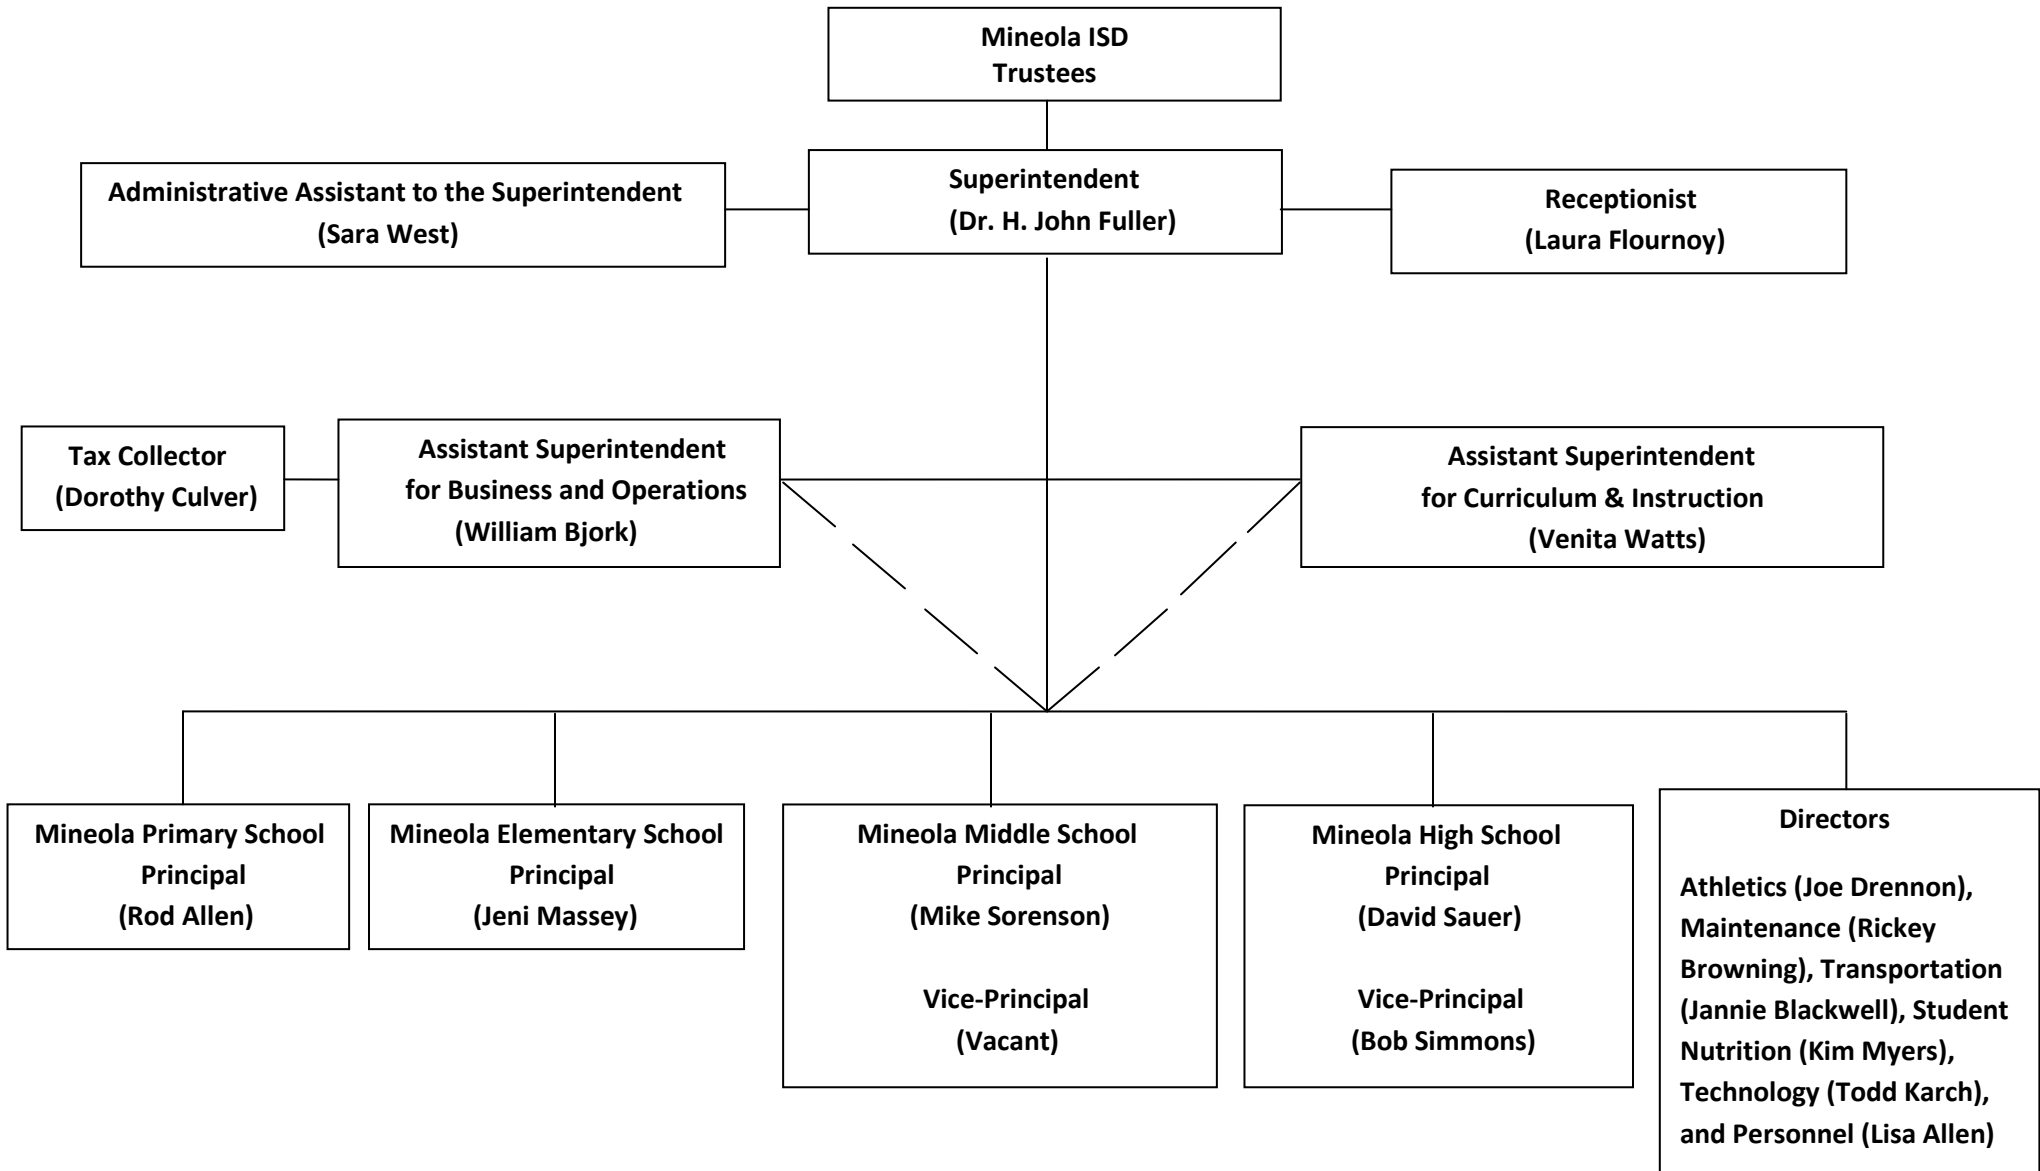 Mineola ISD
Trustees
Administrative Assistant to the Superintendent
(Sara West)
Superintendent
(Dr. H. John Fuller)
Receptionist
(Laura Flournoy)
Tax Collector
(Dorothy Culver)
Assistant Superintendent
for Business and Operations
(William Bjork)
Assistant Superintendent
for Curriculum & Instruction
(Venita Watts)
Mineola Primary School
Principal
(Rod Allen)
Mineola Elementary School
Principal
(Jeni Massey)
Mineola Middle School
Principal
(Mike Sorenson)
Vice-Principal
(Vacant)
Mineola High School
Principal
(David Sauer)
Vice-Principal
(Bob Simmons)
Directors
Athletics (Joe Drennon),
Maintenance (Rickey
Browning), Transportation
(Jannie Blackwell), Student
Nutrition (Kim Myers),
Technology (Todd Karch),
and Personnel (Lisa Allen)